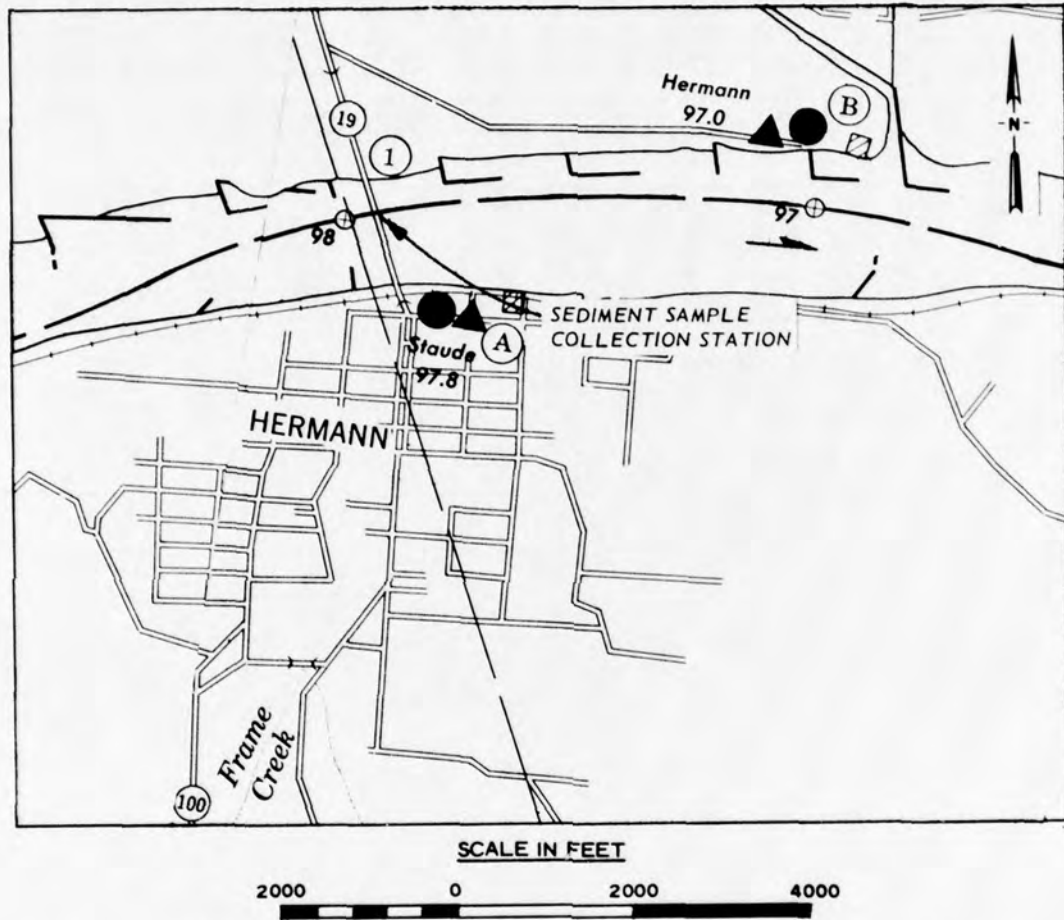 Hermann
97.0
B
19
1
N
98
97
SEDIMENT SAMPLE
COLLECTION STATION
A
Staude
97.8
HERMANN
Frame
Creek
100
SCALE IN FEET
2000 0 2000 4000